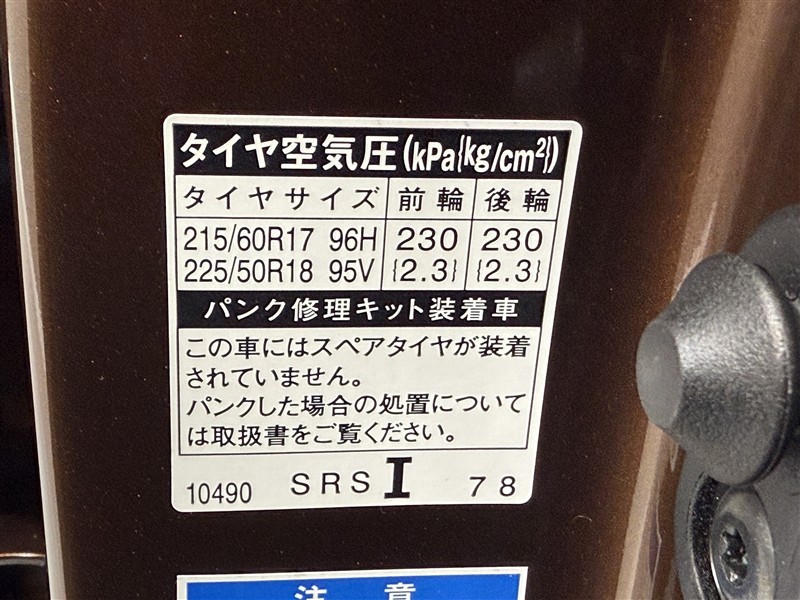 タイヤ空気圧(kPa{kg/cm²})
タイヤサイズ 前輪 後輪
215/60R17 96H 230 230
225/50R18 95V {2.3} {2.3}
パンク修理キット装着車
この車にはスペアタイヤが装着
されていません。
パンクした場合の処置について
は取扱書をご覧ください。
10490 SRS I 78
注意